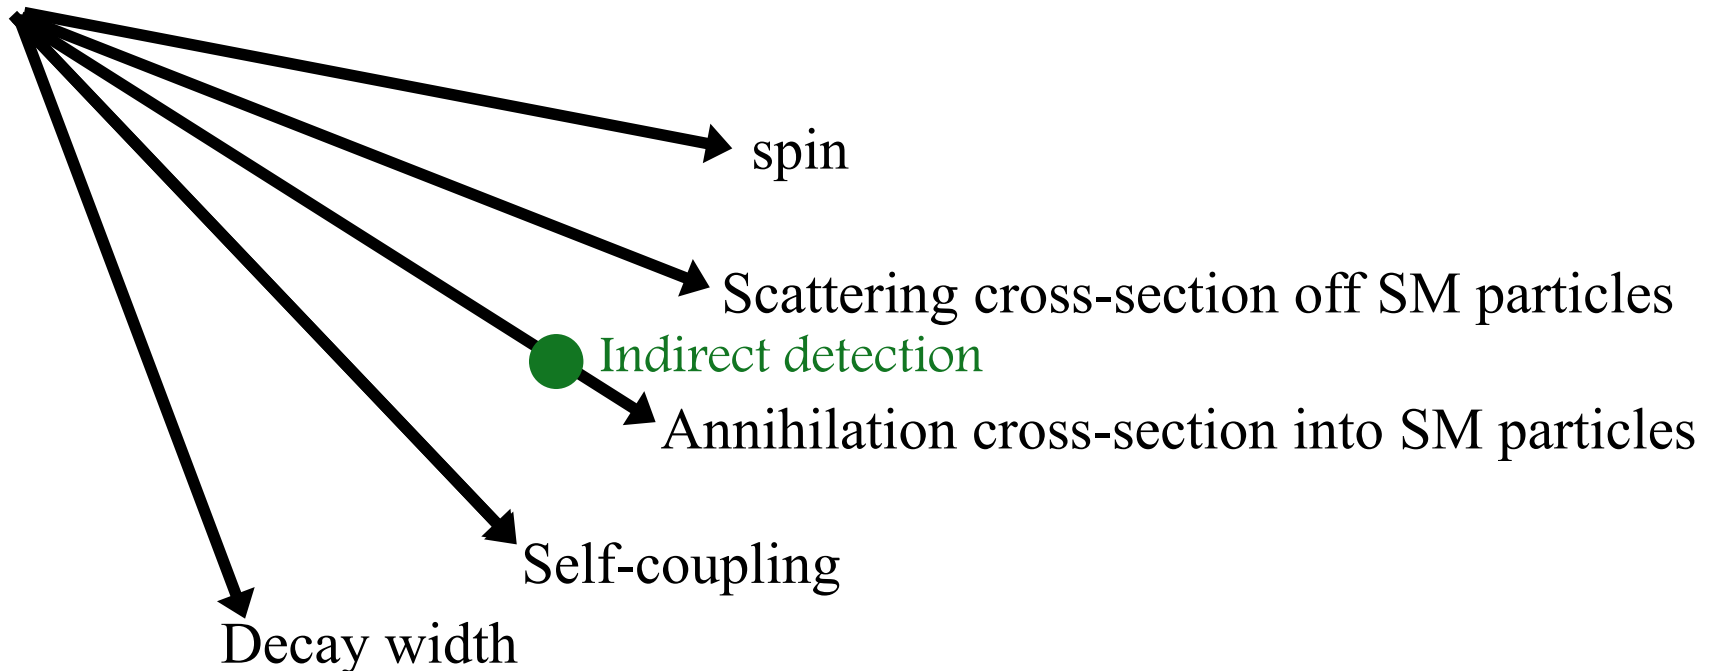 spin
Scattering cross-section off SM particles
Indirect detection
Annihilation cross-section into SM particles
Self-coupling
Decay width